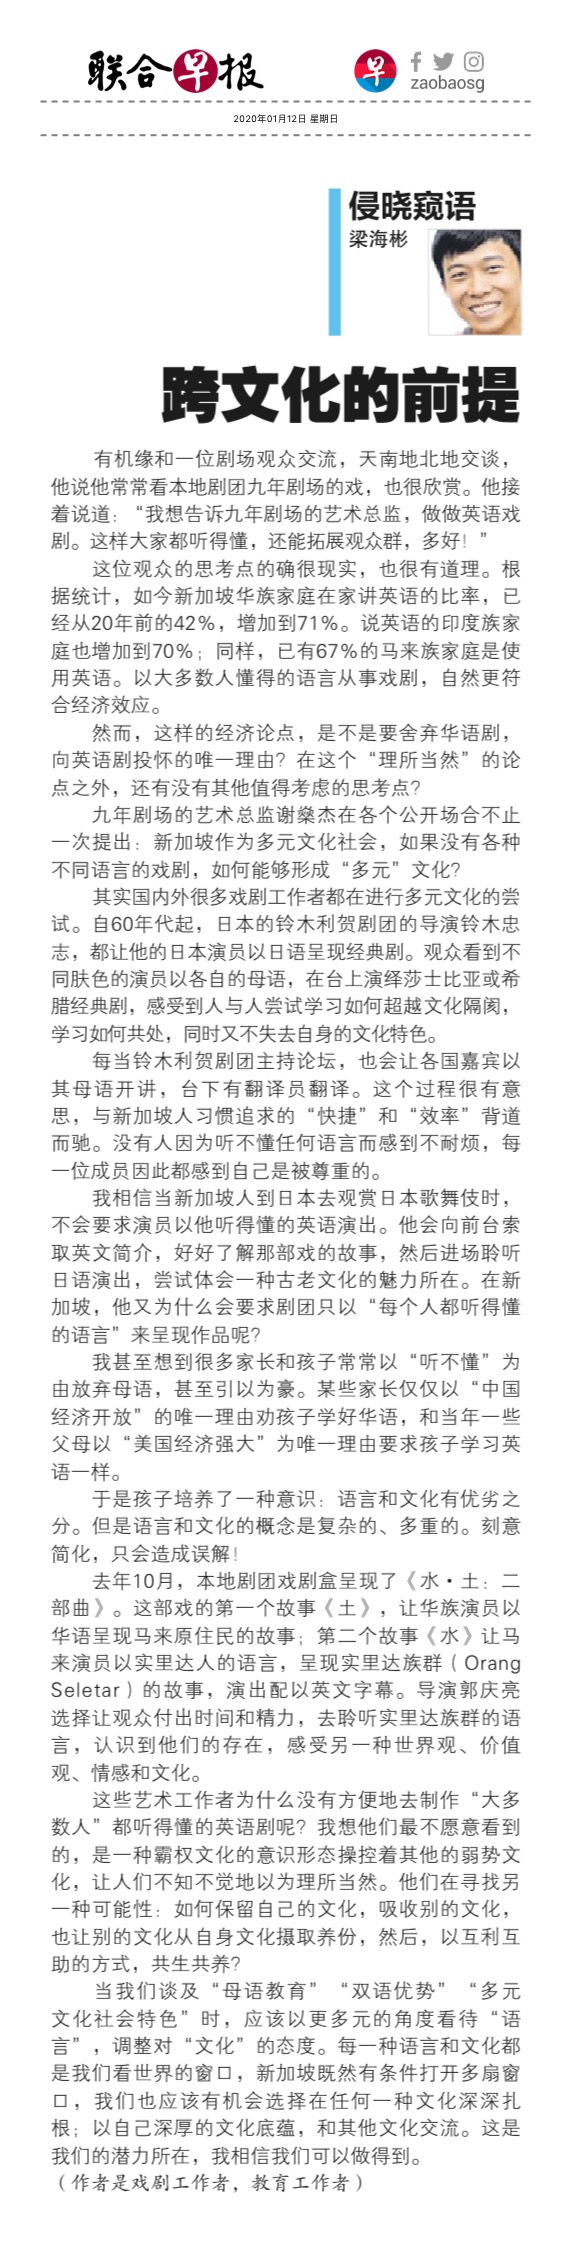 联合早报
早
zaobaosg
2020年01月12日 星期日
侵晓窥语
梁海彬
跨文化的前提
有机缘和一位剧场观众交流，天南地北地交谈，
他说他常常看本地剧团九年剧场的戏，也很欣赏。他接
着说道：“我想告诉九年剧场的艺术总监，做做英语戏
剧。这样大家都听得懂，还能拓展观众群，多好！”
这位观众的思考点的确很现实，也很有道理。根
据统计，如今新加坡华族家庭在家讲英语的比率，已
经从20年前的42%，增加到71%。说英语的印度族家
庭也增加到70%；同样，已有67%的马来族家庭是使
用英语。以大多数人懂得的语言从事戏剧，自然更符
合经济效应。
然而，这样的经济论点，是不是要舍弃华语剧，
向英语剧投怀的唯一理由？在这个“理所当然”的论
点之外，还有没有其他值得考虑的思考点？
九年剧场的艺术总监谢燊杰在各个公开场合不止
一次提出：新加坡作为多元文化社会，如果没有各种
不同语言的戏剧，如何能够形成“多元”文化？
其实国内外很多戏剧工作者都在进行多元文化的尝
试。自60年代起，日本的铃木利贺剧团的导演铃木忠
志，都让他的日本演员以日语呈现经典剧。观众看到不
同肤色的演员以各自的母语，在台上演绎莎士比亚或希
腊经典剧，感受到人与人尝试学习如何超越文化隔阂，
学习如何共处，同时又不失去自身的文化特色。
每当铃木利贺剧团主持论坛，也会让各国嘉宾以
其母语开讲，台下有翻译员翻译。这个过程很有意
思，与新加坡人习惯追求的“快捷”和“效率”背道
而驰。没有人因为听不懂任何语言而感到不耐烦，每
一位成员因此都感到自己是被尊重的。
我相信当新加坡人到日本去观赏日本歌舞伎时，
不会要求演员以他听得懂的英语演出。他会向前台索
取英文简介，好好了解那部戏的故事，然后进场聆听
日语演出，尝试体会一种古老文化的魅力所在。在新
加坡，他又为什么会要求剧团只以“每个人都听得懂
的语言”来呈现作品呢？
我甚至想到很多家长和孩子常常以“听不懂”为
由放弃母语，甚至引以为豪。某些家长仅仅以“中国
经济开放”的唯一理由劝孩子学好华语，和当年一些
父母以“美国经济强大”为唯一理由要求孩子学习英
语一样。
于是孩子培养了一种意识：语言和文化有优劣之
分。但是语言和文化的概念是复杂的、多重的。刻意
简化，只会造成误解！
去年10月，本地剧团戏剧盒呈现了《水·土：二
部曲》。这部戏的第一个故事《土》，让华族演员以
华语呈现马来原住民的故事；第二个故事《水》让马
来演员以实里达人的语言，呈现实里达族群（Orang
Seletar）的故事，演出配以英文字幕。导演郭庆亮
选择让观众付出时间和精力，去聆听实里达族群的语
言，认识到他们的存在，感受另一种世界观、价值
观、情感和文化。
这些艺术工作者为什么没有方便地去制作“大多
数人”都听得懂的英语剧呢？我想他们最不愿意看到
的，是一种霸权文化的意识形态操控着其他的弱势文
化，让人们不知不觉地以为理所当然。他们在寻找另
一种可能性：如何保留自己的文化，吸收别的文化，
也让别的文化从自身文化摄取养份，然后，以互利互
助的方式，共生共养？
当我们谈及“母语教育”“双语优势”“多元
文化社会特色”时，应该以更多元的角度看待“语
言”，调整对“文化”的态度。每一种语言和文化都
是我们看世界的窗口，新加坡既然有条件打开多扇窗
口，我们也应该有机会选择在任何一种文化深深扎
根；以自己深厚的文化底蕴，和其他文化交流。这是
我们的潜力所在，我相信我们可以做得到。
（作者是戏剧工作者，教育工作者）